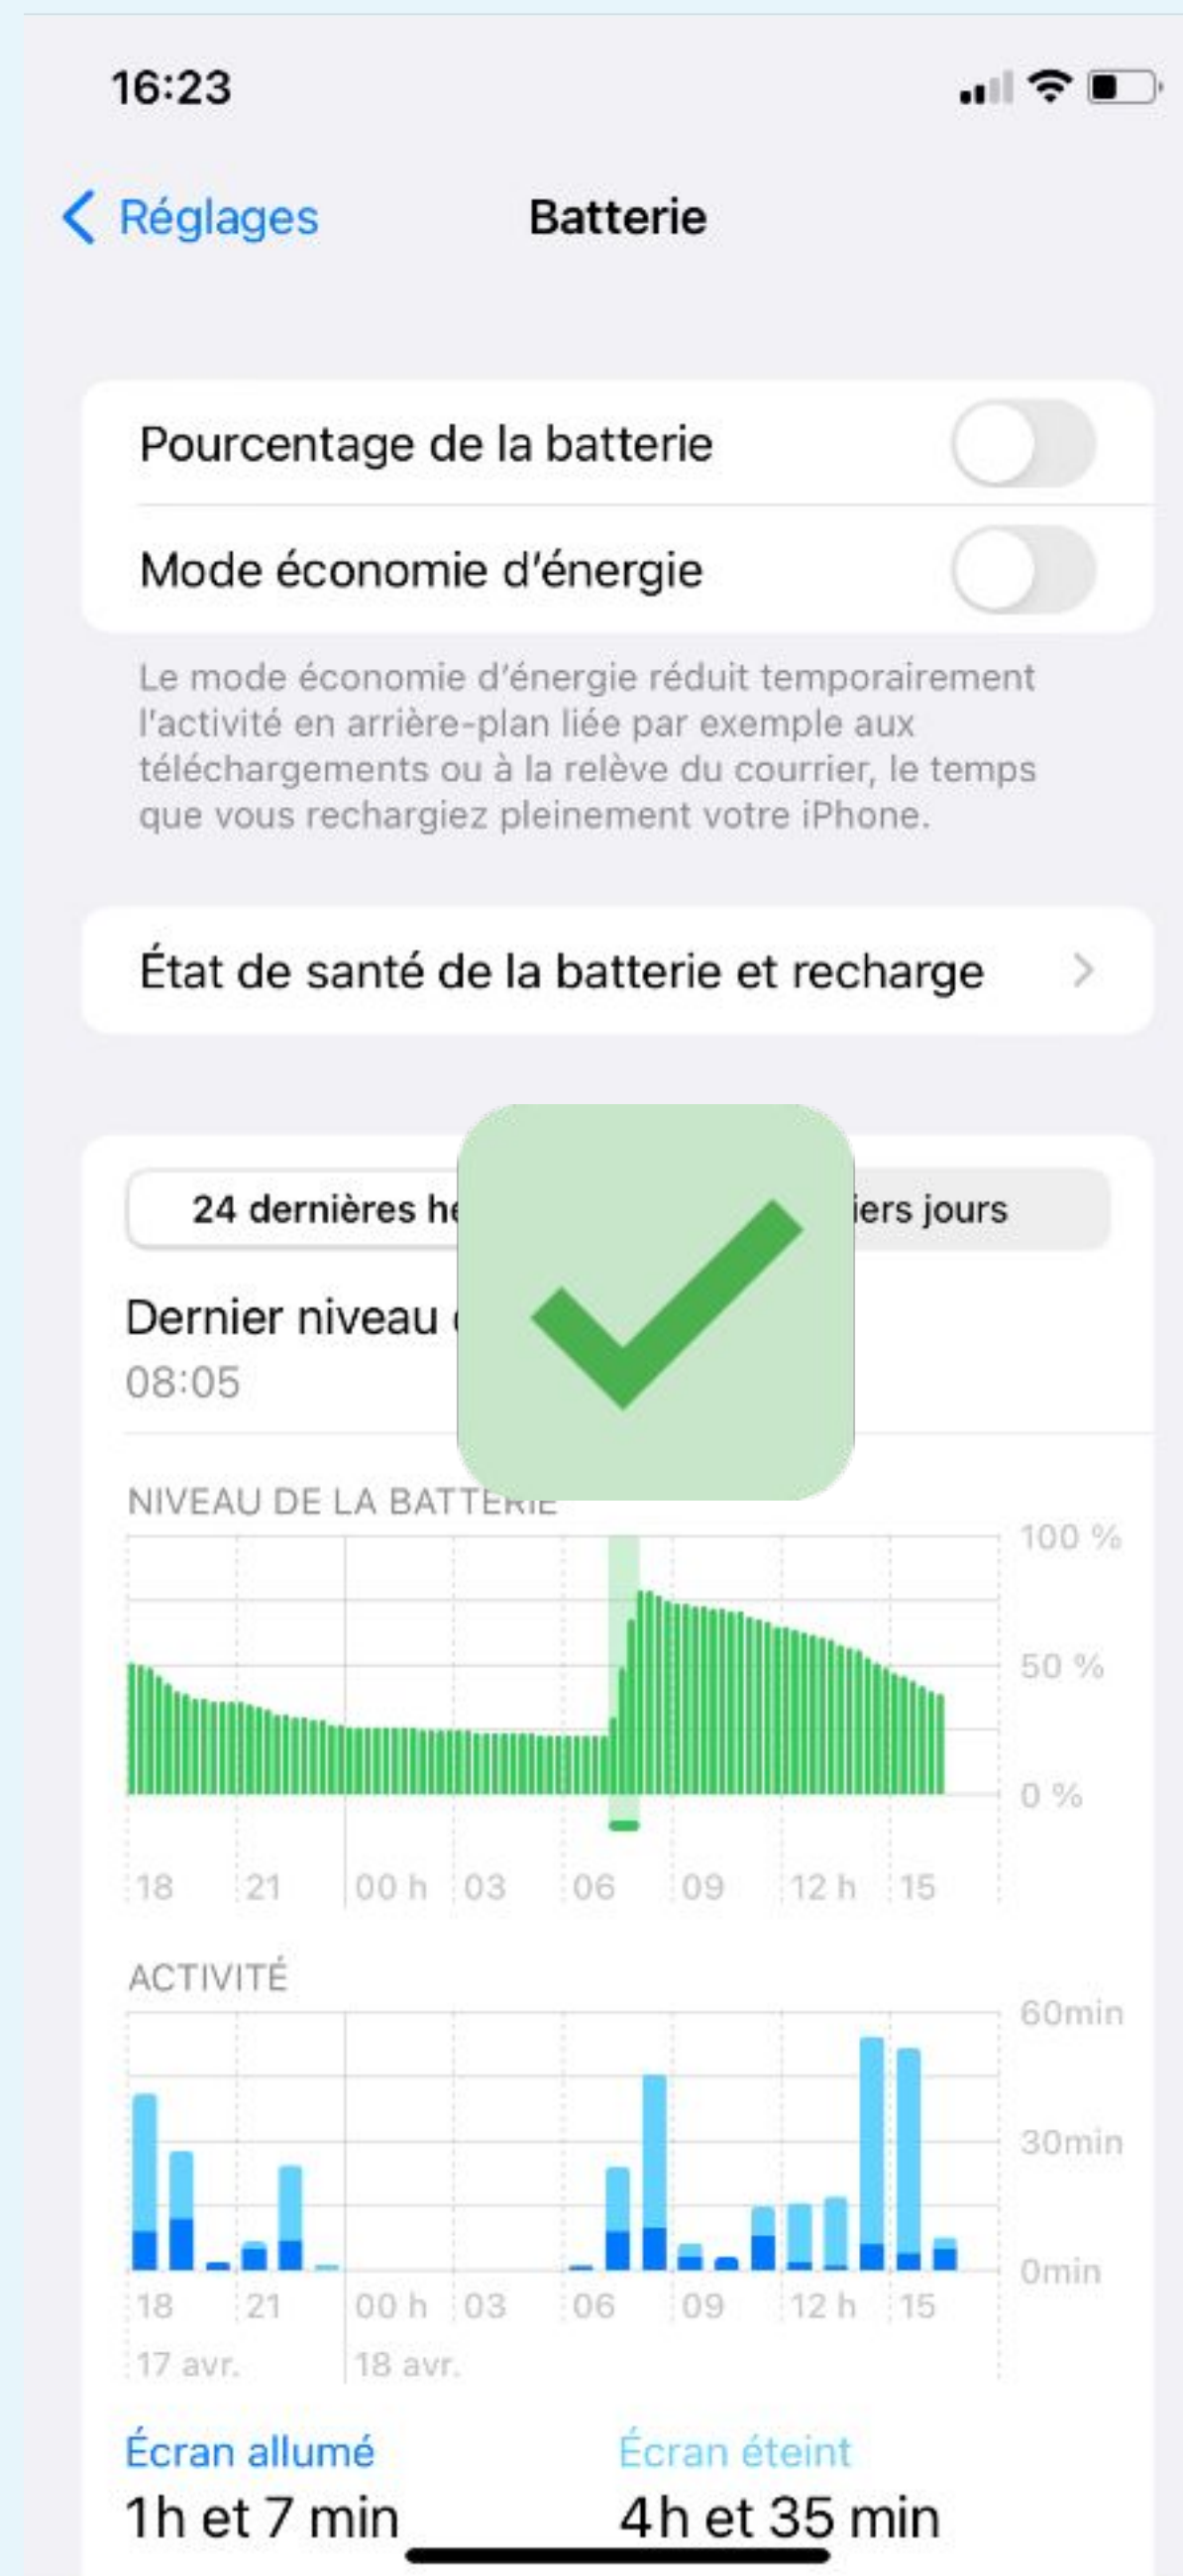 16:23
Réglages
Batterie
Pourcentage de la batterie
Mode économie d'énergie
Le mode économie d'énergie réduit temporairement
l'activité en arrière-plan liée par exemple aux
téléchargements ou à la relève du courrier, le temps
que vous rechargiez pleinement votre iPhone.
État de santé de la batterie et recharge
24 dernières
jours
Dernier niveau
08:05
NIVEAU DE LA BATTERIE
100 %
50 %
0 %
18 21 00 h 03 06 09 12 h 15
ACTIVITÉ
60min
30min
0min
18 21 00 h 03 06 09 12 h 15
17 avr. 18 avr.
Écran allumé Écran éteint
1h et 7 min 4h et 35 min